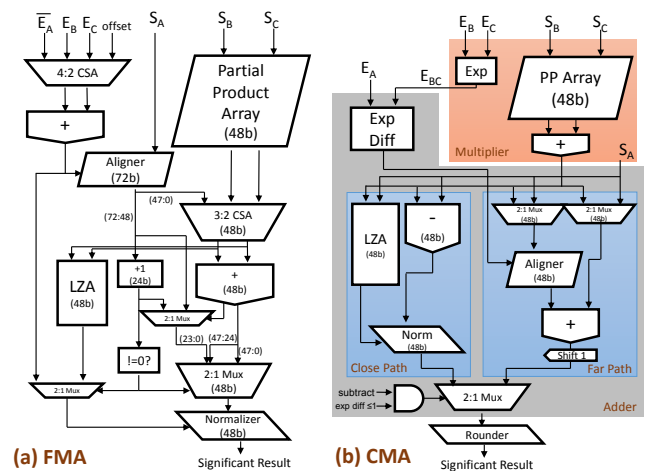 E̅A̅ EB EC offset SA
SB SC
4:2 CSA
Partial
Product
Array
(48b)
+
Aligner
(72b)
(47:0)
(72:48)
3:2 CSA
(48b)
LZA
(48b)
+1
(24b)
+
(48b)
2:1 Mux
(23:0)
(47:24)
(47:0)
!=0?
2:1 Mux
2:1 Mux
(48b)
Normalizer
(48b)
(a) FMA
Significant Result
EB EC
SB SC
EA
EBC
Exp
PP Array
(48b)
Exp
Diff
Multiplier
+
SA
LZA
(48b)
-
(48b)
2:1 Mux
(48b)
2:1 Mux
(48b)
Aligner
(48b)
+
Norm
(48b)
Shift 1
Close Path
Far Path
subtract
exp diff ≤1
2:1 Mux
Adder
Rounder
(b) CMA
Significant Result